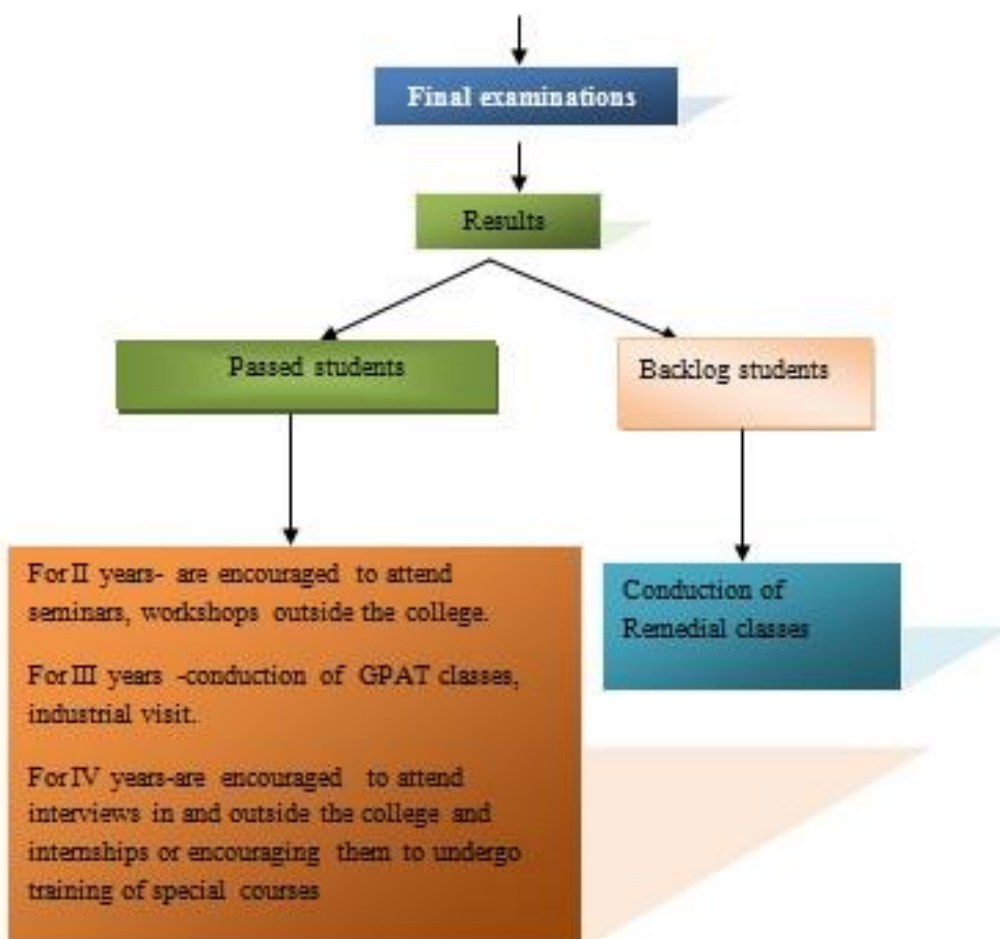 Final examinations
Results
Passed students
Backlog students
For II years- are encouraged to attend
seminars, workshops outside the college.
For III years -conduction of GPAT classes,
industrial visit.
For IV years-are encouraged to attend
interviews in and outside the college and
internships or encouraging them to undergo
training of special courses
Conduction of
Remedial classes